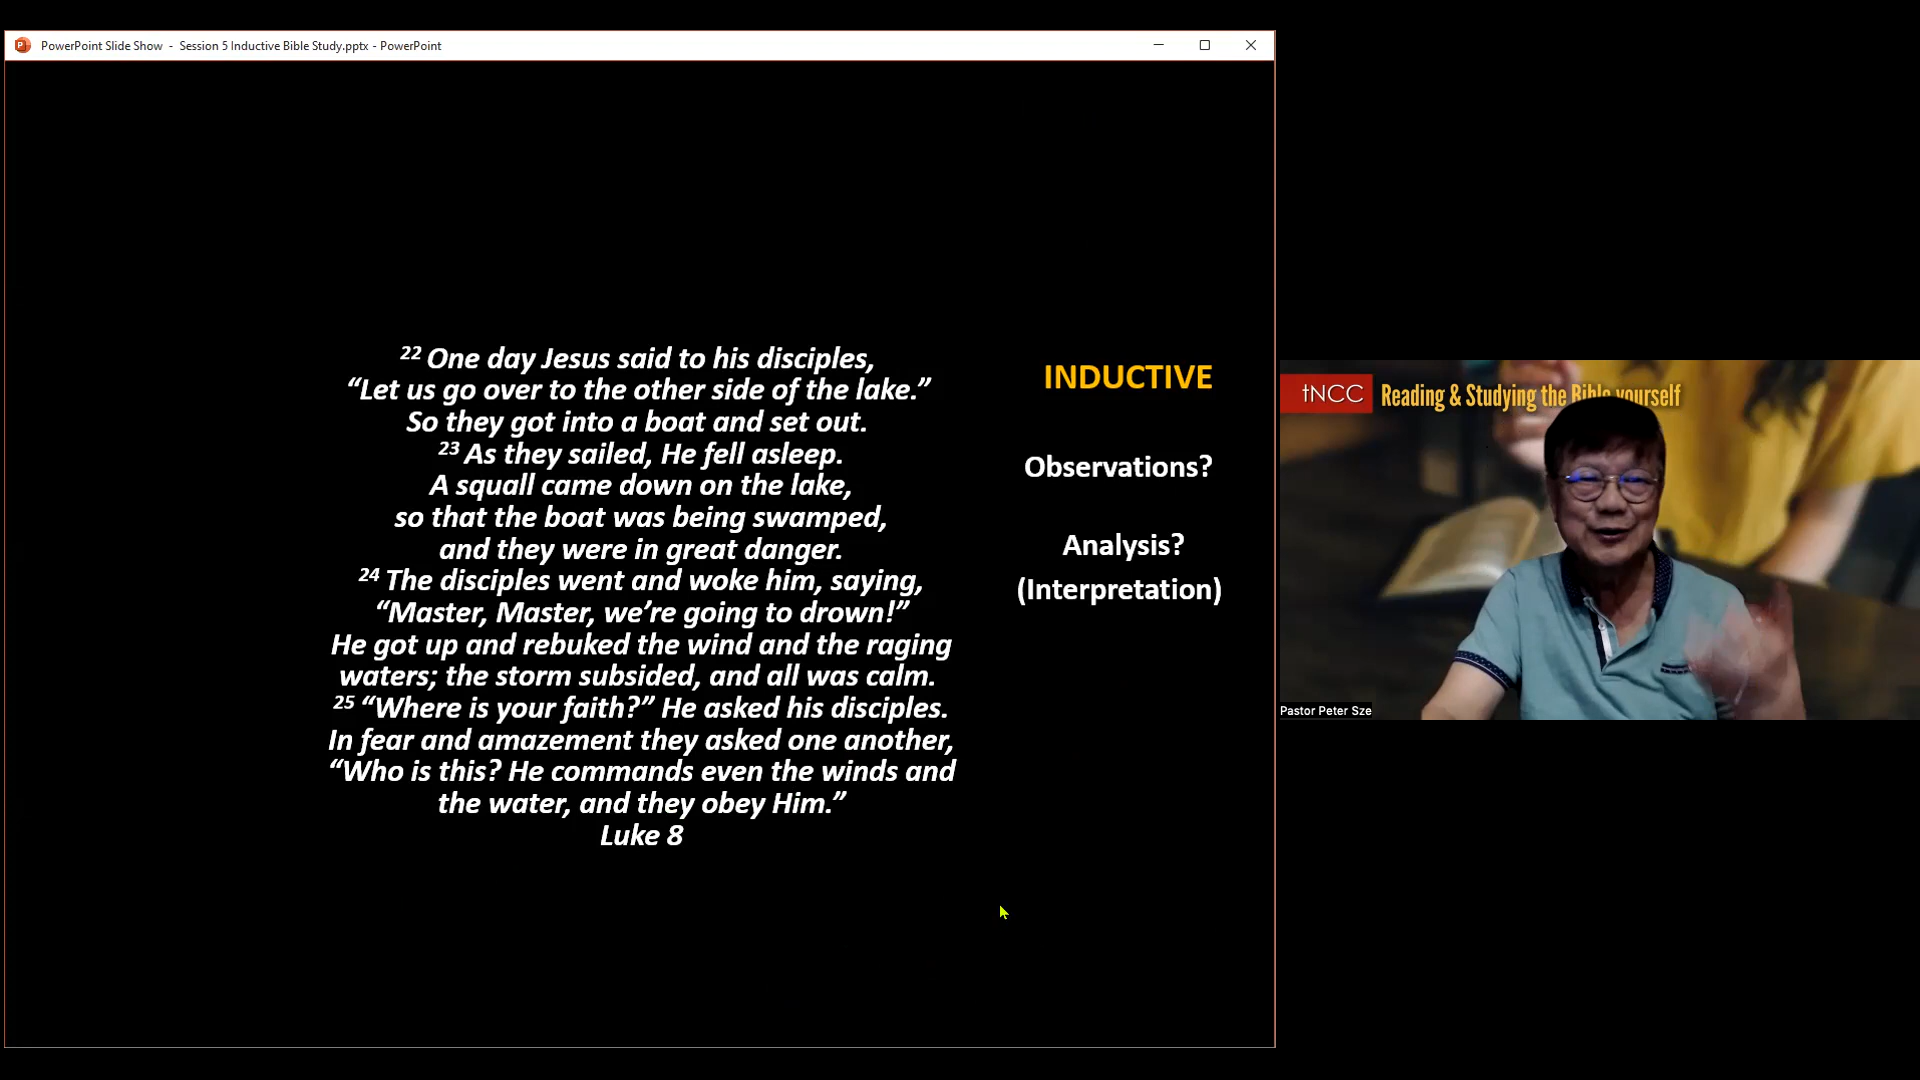 PowerPoint Slide Show - Session 5 Inductive Bible Study.pptx - PowerPoint
22 One day Jesus said to his disciples,
“Let us go over to the other side of the lake.”
So they got into a boat and set out.
23 As they sailed, He fell asleep.
A squall came down on the lake,
so that the boat was being swamped,
and they were in great danger.
24 The disciples went and woke him, saying,
“Master, Master, we’re going to drown!”
He got up and rebuked the wind and the raging
waters; the storm subsided, and all was calm.
25 “Where is your faith?” He asked his disciples.
In fear and amazement they asked one another,
“Who is this? He commands even the winds and
the water, and they obey Him.”
Luke 8
INDUCTIVE
Observations?
Analysis?
(Interpretation)
tNCC
Reading & Studying the Bible yourself
Pastor Peter Sze